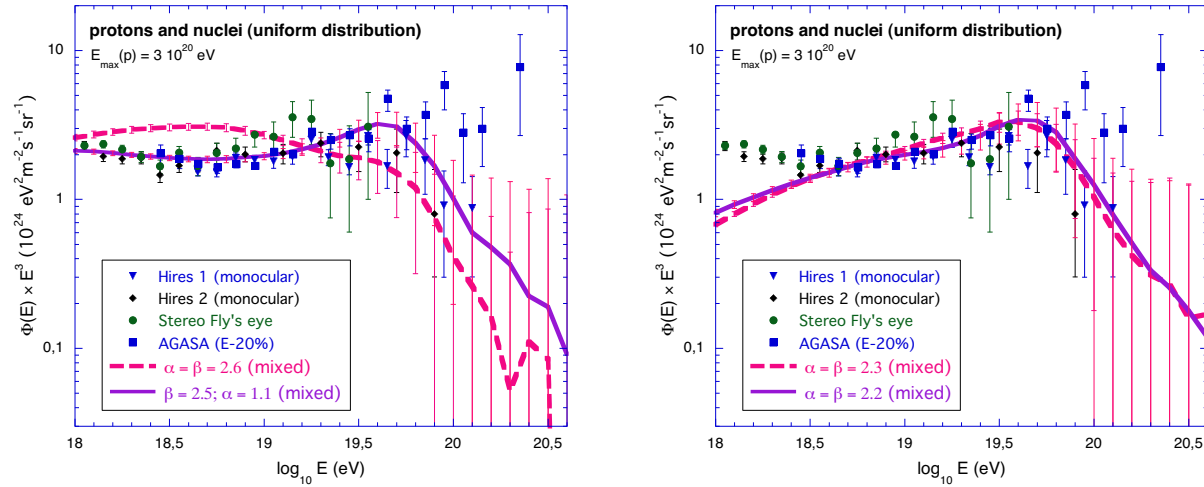 protons and nuclei (uniform distribution)
E_max(p) = 3 10^20 eV
10
1
0,1
Φ(E) × E^3 (10^24 eV^2 m^-2 s^-1 sr^-1)
Hires 1 (monocular)
Hires 2 (monocular)
Stereo Fly's eye
AGASA (E-20%)
α = β = 2.6 (mixed)
β = 2.5; α = 1.1 (mixed)
18 18,5 19 19,5 20 20,5
log_10 E (eV)
protons and nuclei (uniform distribution)
E_max(p) = 3 10^20 eV
10
1
0,1
Φ(E) × E^3 (10^24 eV^2 m^-2 s^-1 sr^-1)
Hires 1 (monocular)
Hires 2 (monocular)
Stereo Fly's eye
AGASA (E-20%)
α = β = 2.3 (mixed)
α = β = 2.2 (mixed)
18 18,5 19 19,5 20 20,5
log_10 E (eV)